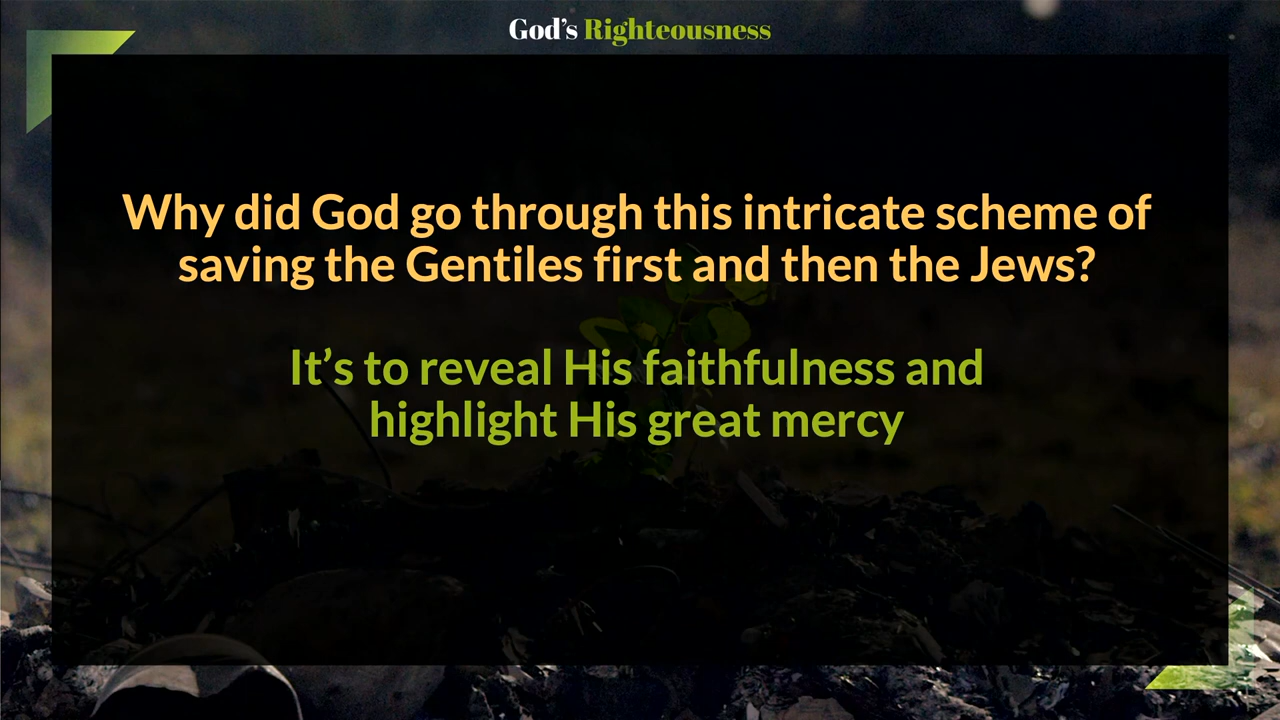 God’s Righteousness
Why did God go through this intricate scheme of
saving the Gentiles first and then the Jews?
It’s to reveal His faithfulness and
highlight His great mercy